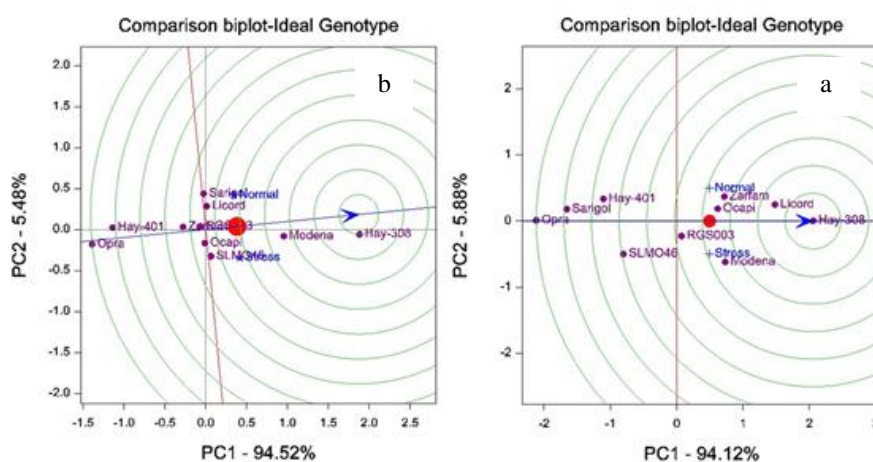 Comparison biplot-Ideal Genotype
b
2.0
1.5
1.0
0.5
0.0
-0.5
-1.0
-1.5
-2.0
PC2 - 5.48%
Normal
Licord
Hay-401
Opra
Ocapi
SLMO46
Stress
Modena
Hay-308
-1.5
-1.0
-0.5
0.0
0.5
1.0
1.5
2.0
2.5
PC1 - 94.52%
Comparison biplot-Ideal Genotype
a
2
1
0
-1
-2
PC2 - 5.88%
Normal
Zarfam
Ocapi
Licord
Hay-401
Sarigol
Opra
Hay-308
RGS003
SLMO46
Stress
Modena
-2
-1
0
1
2
3
PC1 - 94.12%